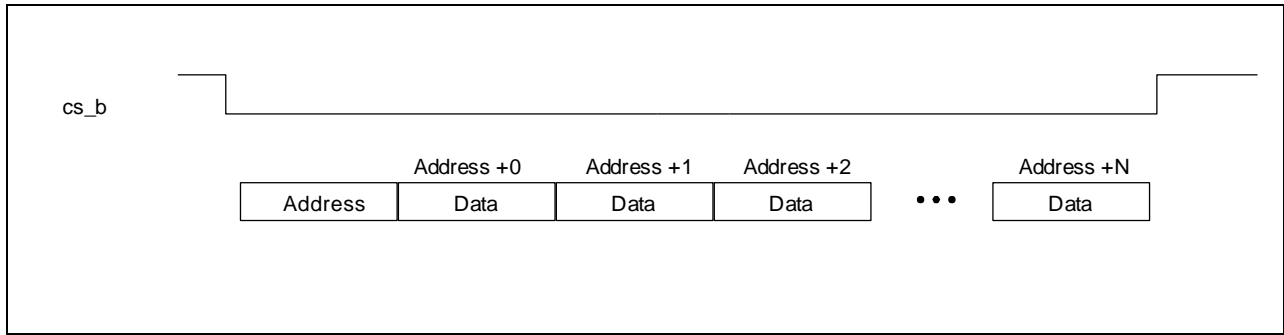 cs_b
Address +0 Address +1 Address +2 Address +N
Address Data Data Data ••• Data